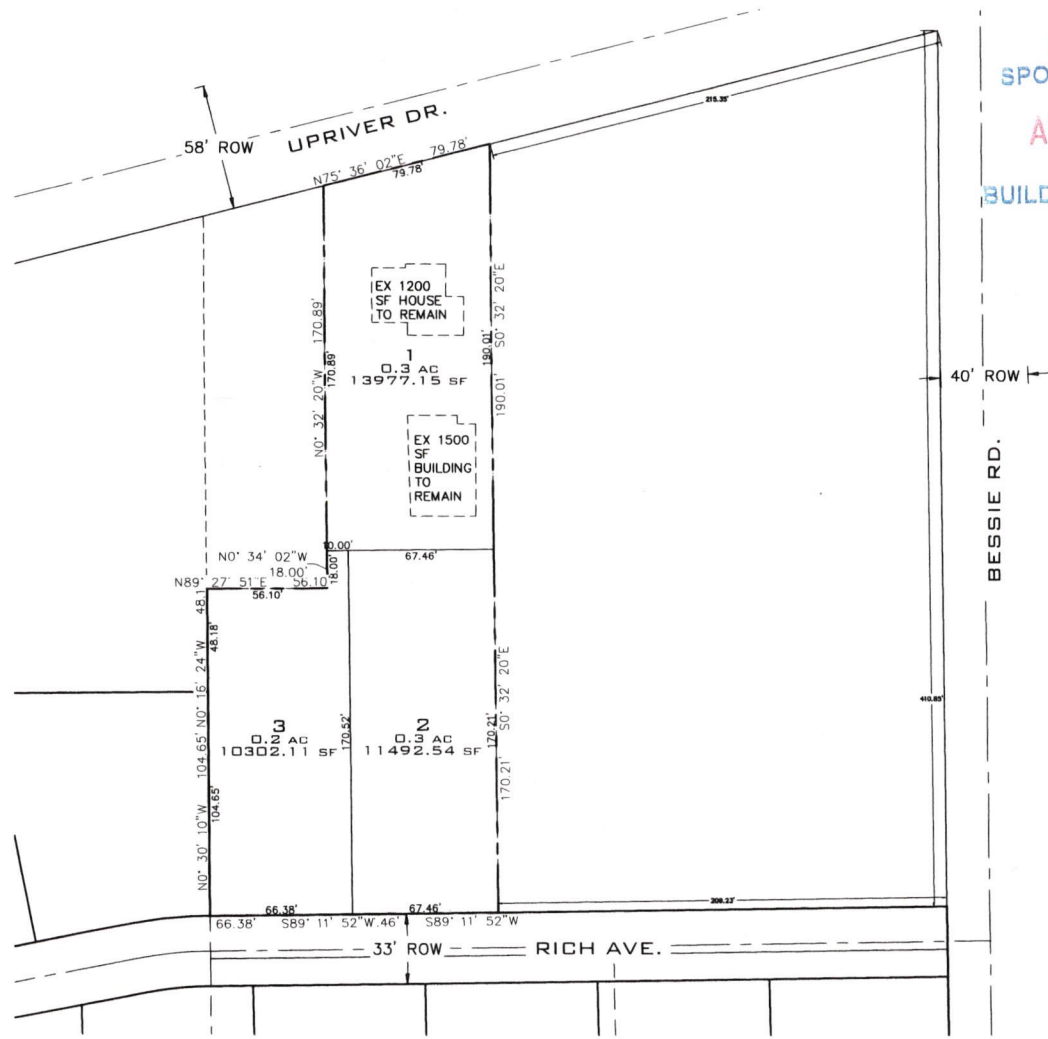 SPO
A
BUILD
58' ROW
UPRIVER DR.
215.35'
N75° 36' 02"E 79.78'
79.78'
EX 1200
SF HOUSE
TO REMAIN
N0° 32' 20"W 170.89'
170.89'
1
0.3 AC
13977.15 SF
190.01'
S0° 32' 20"E
190.01'
40' ROW
BESSIE RD.
EX 1500
SF
BUILDING
TO
REMAIN
10.00'
67.46'
N0° 34' 02"W
18.00'
18.00'
N89° 27' 51"E 56.10'
56.10'
48.1
N0° 16' 24"W
48.18'
3
0.2 AC
10302.11 SF
170.52'
2
0.3 AC
11492.54 SF
170.21'
S0° 32' 20"E
170.21'
410.85'
N0° 30' 10"W 104.65'
104.65'
208.23'
66.38'
67.46'
66.38' S89° 11' 52"W .46' S89° 11' 52"W
33' ROW
RICH AVE.